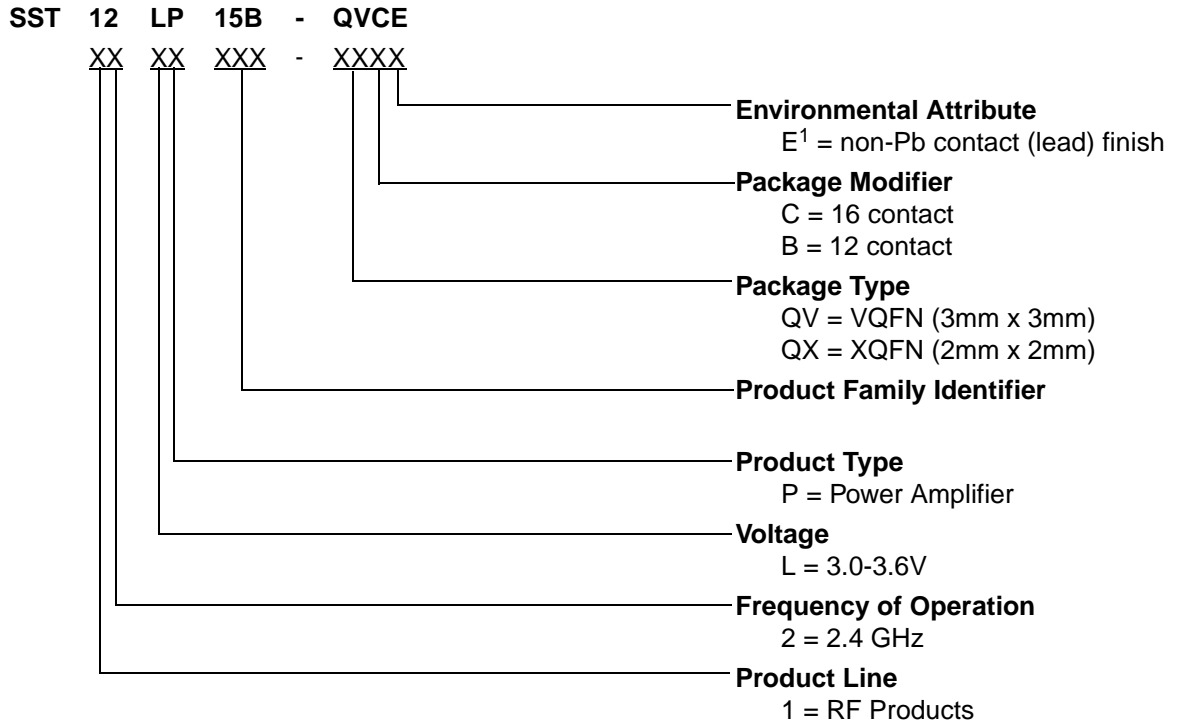 SST 12 LP 15B - QVCE
XX XX XXX - XXXX
Environmental Attribute
E1 = non-Pb contact (lead) finish
Package Modifier
C = 16 contact
B = 12 contact
Package Type
QV = VQFN (3mm x 3mm)
QX = XQFN (2mm x 2mm)
Product Family Identifier
Product Type
P = Power Amplifier
Voltage
L = 3.0-3.6V
Frequency of Operation
2 = 2.4 GHz
Product Line
1 = RF Products